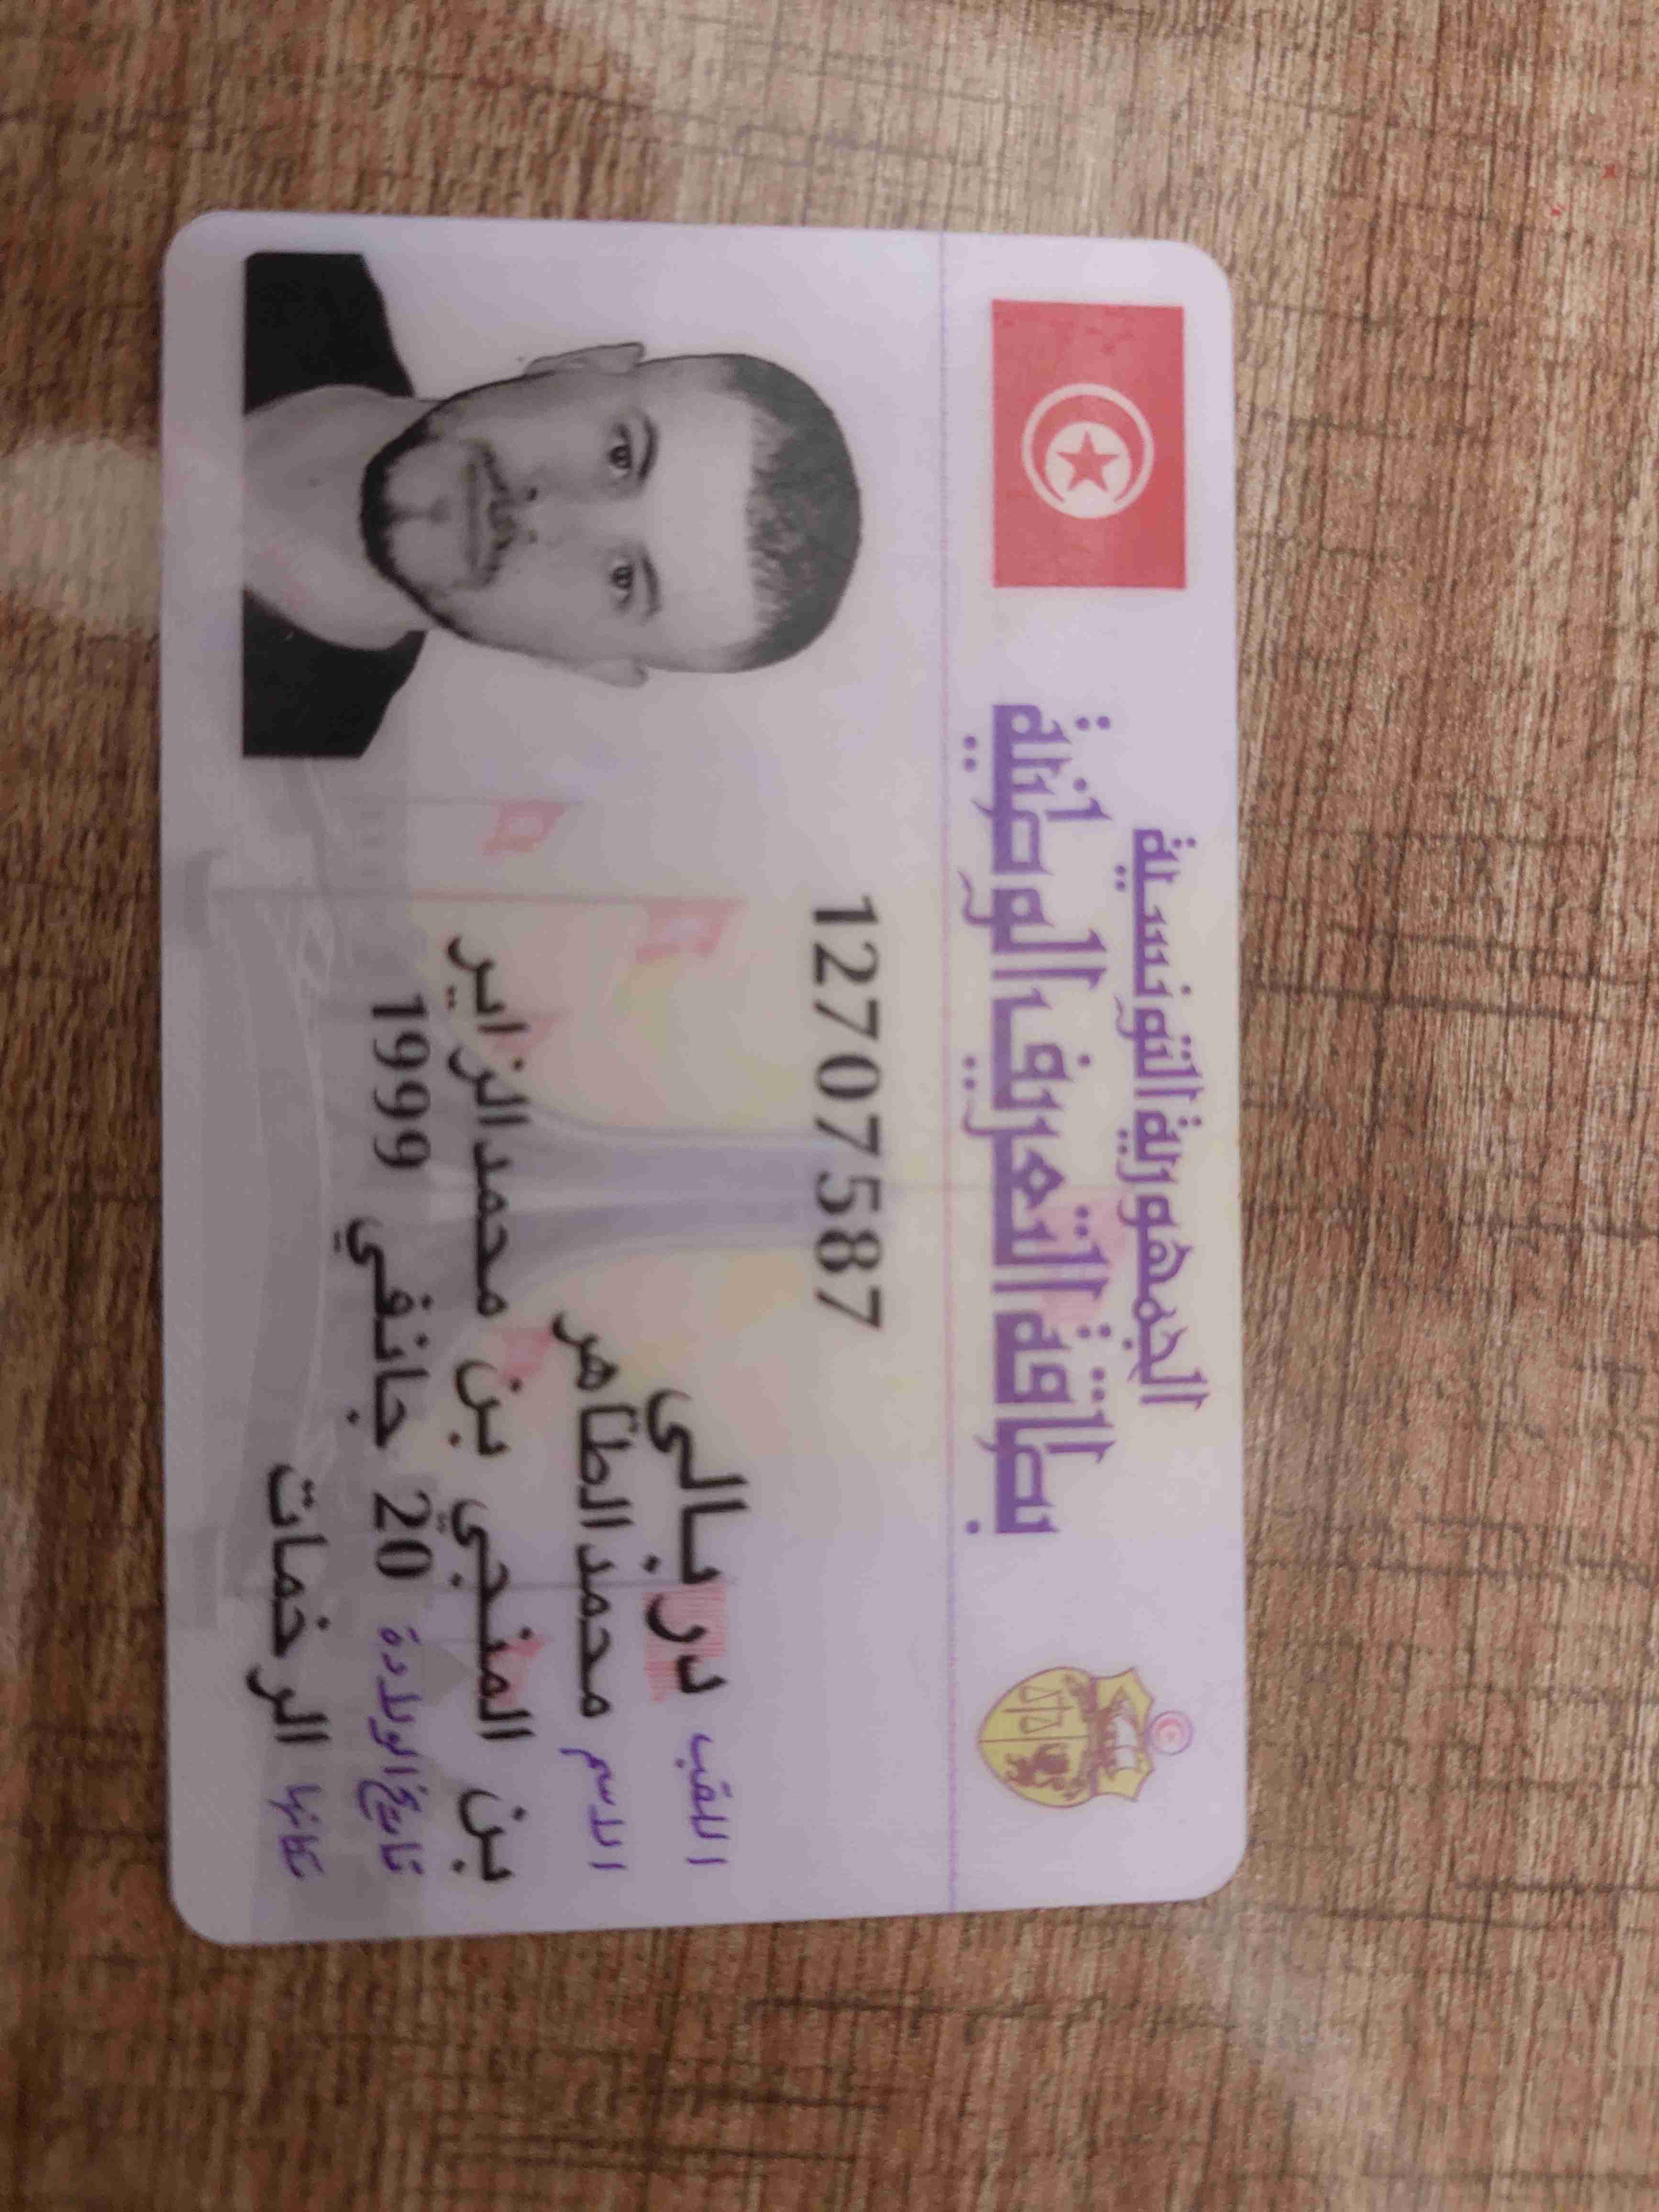 الجمهورية التونسية
بطاقة التعريف الوطنية
12707587
اللقب دربالي
الاسم محمد الطاهر
بن المنجي بن محمد الزاير
تاريخ الولادة 20 جانفي 1999
مكانها الرخمات